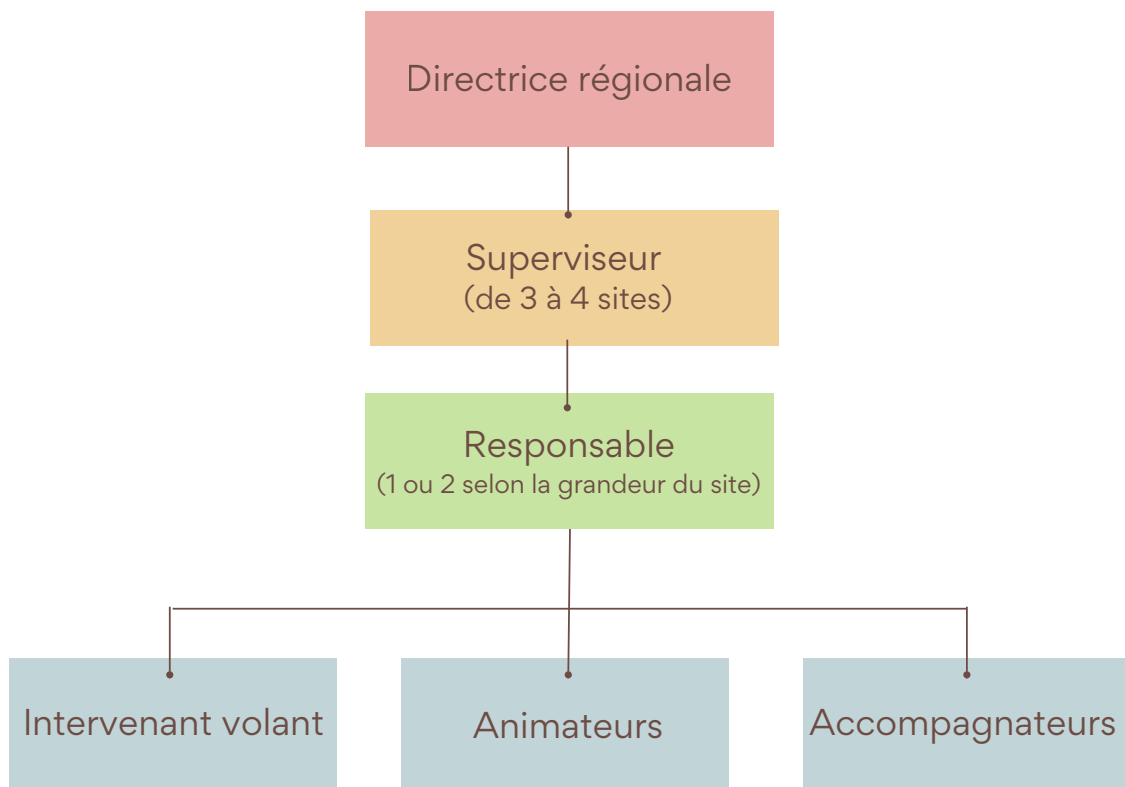 Directrice régionale
Superviseur
(de 3 à 4 sites)
Responsable
(1 ou 2 selon la grandeur du site)
Intervenant volant
Animateurs
Accompagnateurs